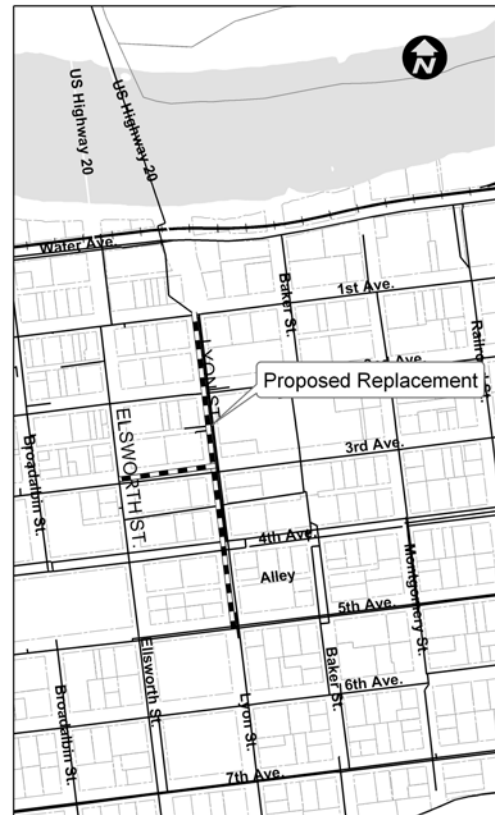 N
US Highway 20
US Highway 20
Water Ave.
Baker St.
1st Ave.
LYON ST.
2nd Ave.
Proposed Replacement
ELSWORTH ST.
Broadalbin St.
3rd Ave.
4th Ave.
Alley
Montgomery St.
5th Ave.
Ellsworth St.
Baker St.
6th Ave.
Broadalbin St.
Lyon St.
7th Ave.